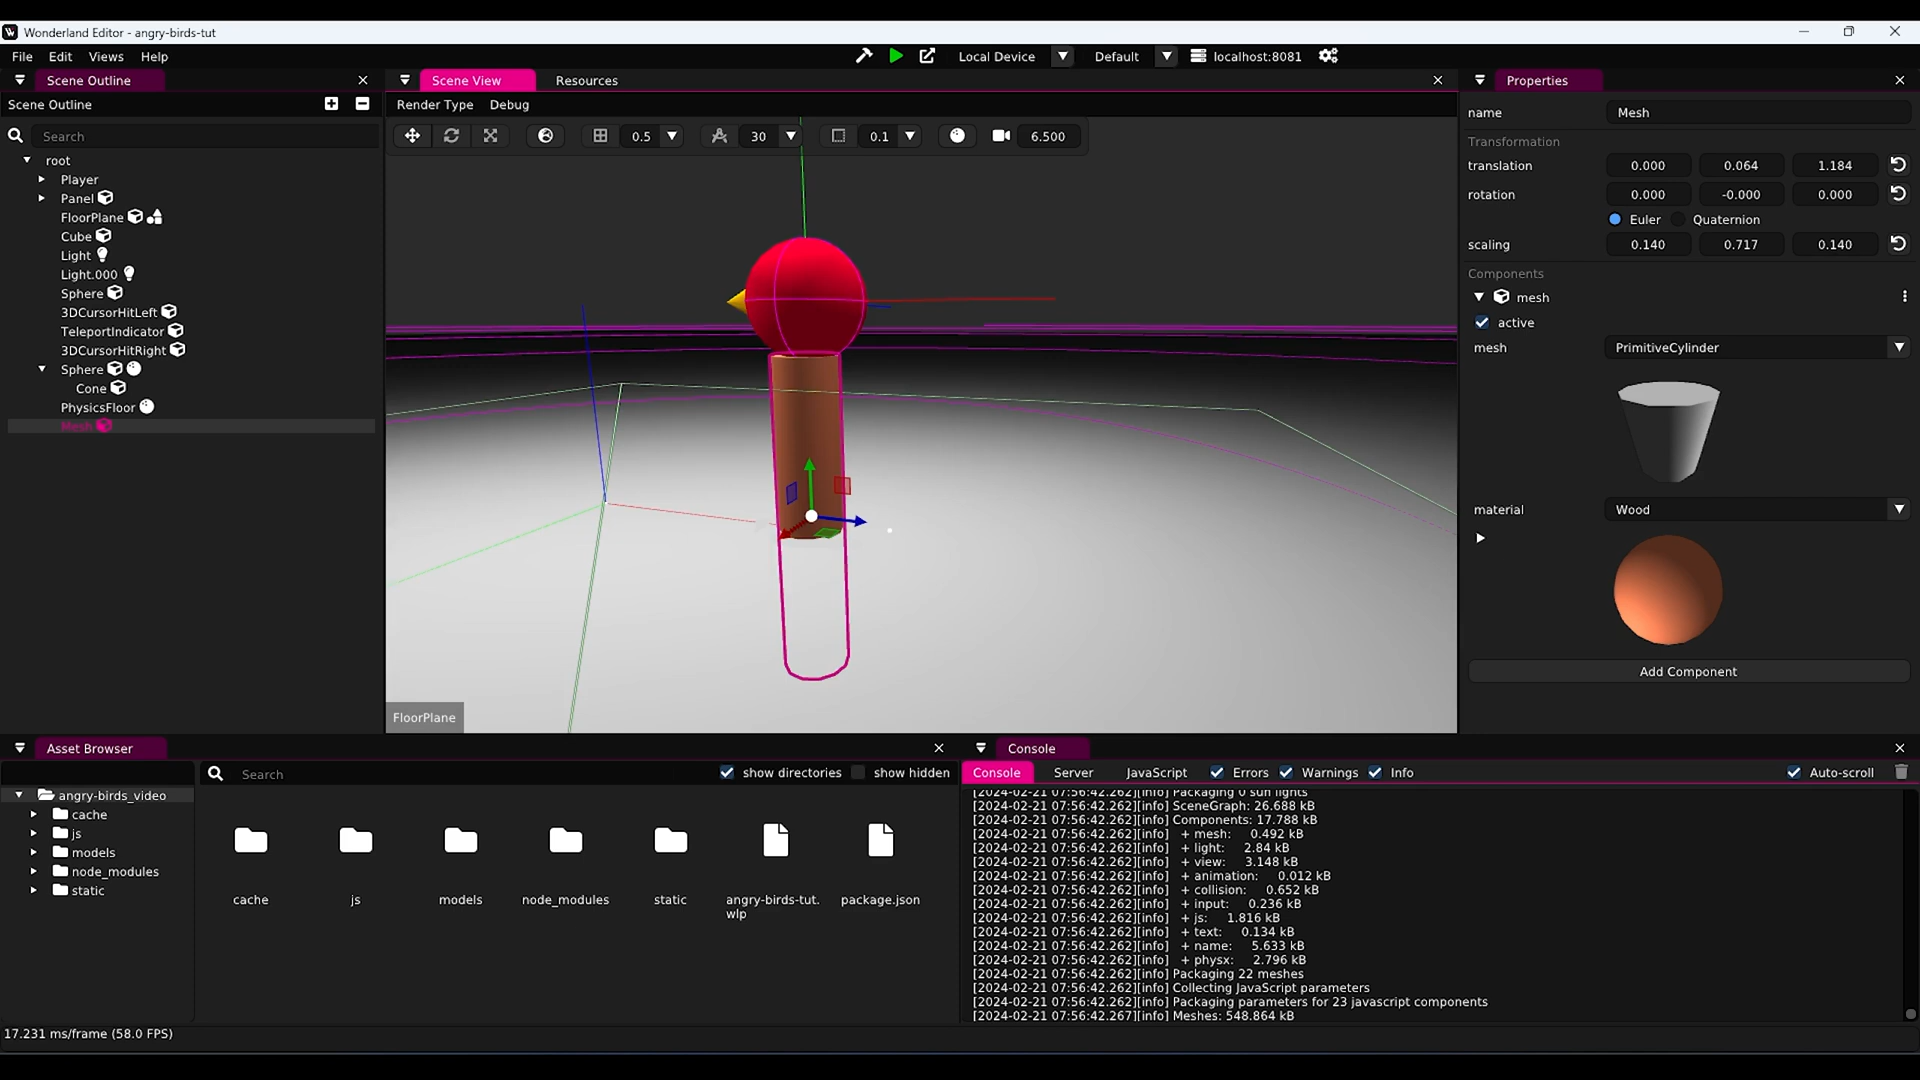 Wonderland Editor - angry-birds-tut
File Edit Views Help
Local Device
Default
localhost:8081
Scene Outline
Scene Outline
Search
root
Player
Panel
FloorPlane
Cube
Light
Light.000
Sphere
3DCursorHitLeft
TeleportIndicator
3DCursorHitRight
Sphere
Cone
PhysicsFloor
Mesh
Scene View Resources
Render Type Debug
0.5 30 0.1 6.500
FloorPlane
Properties
name Mesh
Transformation
translation 0.000 0.064 1.184
rotation 0.000 -0.000 0.000
Euler Quaternion
scaling 0.140 0.717 0.140
Components
mesh
active
mesh PrimitiveCylinder
material Wood
Add Component
Asset Browser
Search
show directories show hidden
angry-birds_video
cache
js
models
node_modules
static
cache js models node_modules static angry-birds-tut. package.json
wlp
Console
Console Server JavaScript Errors Warnings Info Auto-scroll
[2024-02-21 07:56:42.262][info] Packaging 0 sun lights
[2024-02-21 07:56:42.262][info] SceneGraph: 26.688 kB
[2024-02-21 07:56:42.262][info] Components: 17.788 kB
[2024-02-21 07:56:42.262][info] + mesh: 0.492 kB
[2024-02-21 07:56:42.262][info] + light: 2.84 kB
[2024-02-21 07:56:42.262][info] + view: 3.148 kB
[2024-02-21 07:56:42.262][info] + animation: 0.012 kB
[2024-02-21 07:56:42.262][info] + collision: 0.652 kB
[2024-02-21 07:56:42.262][info] + input: 0.236 kB
[2024-02-21 07:56:42.262][info] + js: 1.816 kB
[2024-02-21 07:56:42.262][info] + text: 0.134 kB
[2024-02-21 07:56:42.262][info] + name: 5.633 kB
[2024-02-21 07:56:42.262][info] + physx: 2.796 kB
[2024-02-21 07:56:42.262][info] Packaging 22 meshes
[2024-02-21 07:56:42.262][info] Collecting JavaScript parameters
[2024-02-21 07:56:42.262][info] Packaging parameters for 23 javascript components
[2024-02-21 07:56:42.267][info] Meshes: 548.864 kB
17.231 ms/frame (58.0 FPS)